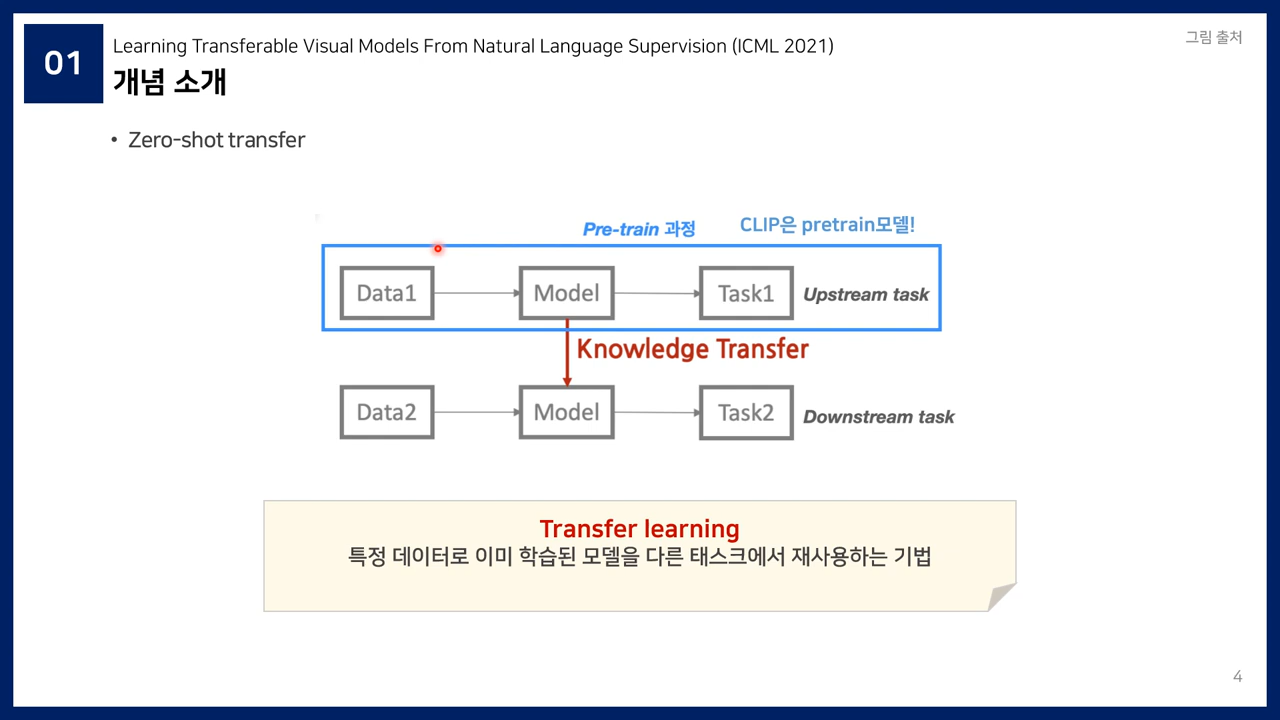 01
Learning Transferable Visual Models From Natural Language Supervision (ICML 2021)
그림 출처
개념 소개
• Zero-shot transfer
Pre-train 과정
CLIP은 pretrain모델!
Data1
Model
Task1
Upstream task
Knowledge Transfer
Data2
Model
Task2
Downstream task
Transfer learning
특정 데이터로 이미 학습된 모델을 다른 태스크에서 재사용하는 기법
4